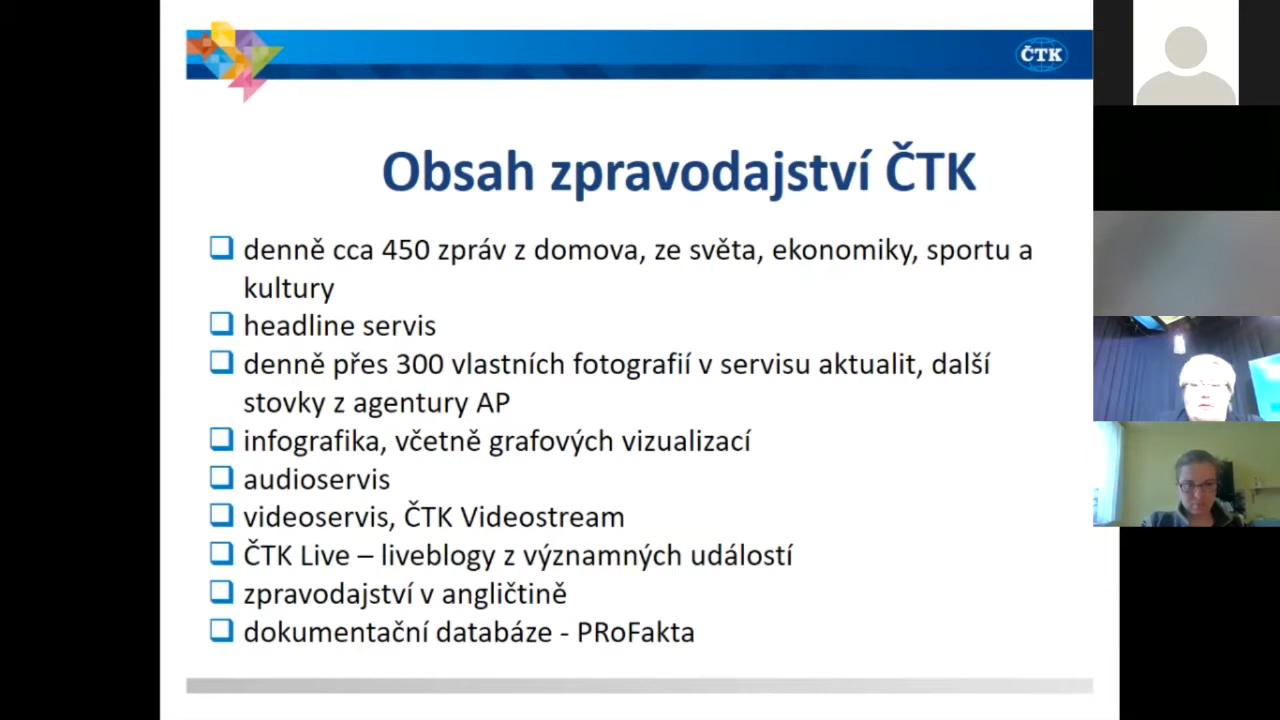 ČTK
Obsah zpravodajství ČTK
denně cca 450 zpráv z domova, ze světa, ekonomiky, sportu a
kultury
headline servis
denně přes 300 vlastních fotografií v servisu aktualit, další
stovky z agentury AP
infografika, včetně grafových vizualizací
audioservis
videoservis, ČTK Videostream
ČTK Live – liveblogy z významných událostí
zpravodajství v angličtině
dokumentační databáze - PRoFakta